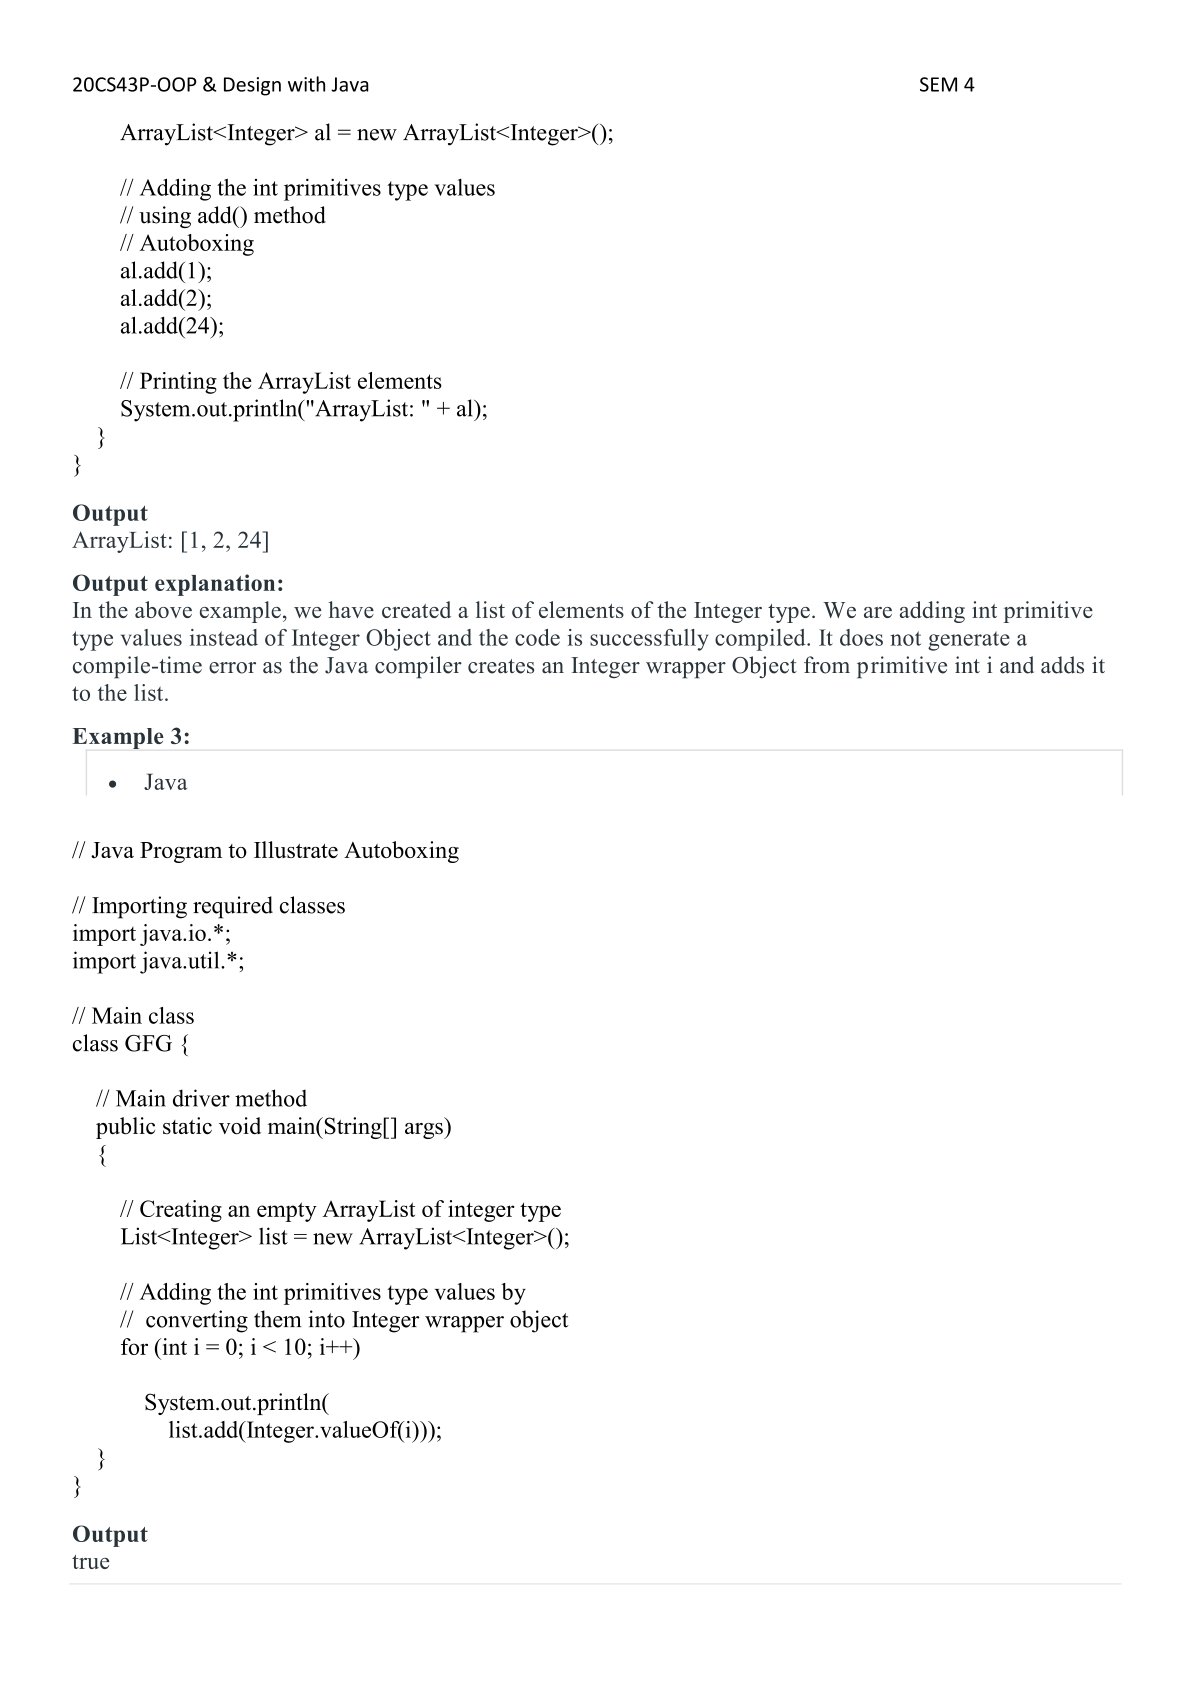 20CS43P-OOP & Design with Java SEM 4
ArrayList<Integer> al = new ArrayList<Integer>();
// Adding the int primitives type values
// using add() method
// Autoboxing
al.add(1);
al.add(2);
al.add(24);
// Printing the ArrayList elements
System.out.println("ArrayList: " + al);
}
}
Output
ArrayList: [1, 2, 24]
Output explanation:
In the above example, we have created a list of elements of the Integer type. We are adding int primitive
type values instead of Integer Object and the code is successfully compiled. It does not generate a
compile-time error as the Java compiler creates an Integer wrapper Object from primitive int i and adds it
to the list.
Example 3:
• Java
// Java Program to Illustrate Autoboxing
// Importing required classes
import java.io.*;
import java.util.*;
// Main class
class GFG {
// Main driver method
public static void main(String[] args)
{
// Creating an empty ArrayList of integer type
List<Integer> list = new ArrayList<Integer>();
// Adding the int primitives type values by
//  converting them into Integer wrapper object
for (int i = 0; i < 10; i++)
System.out.println(
list.add(Integer.valueOf(i)));
}
}
Output
true